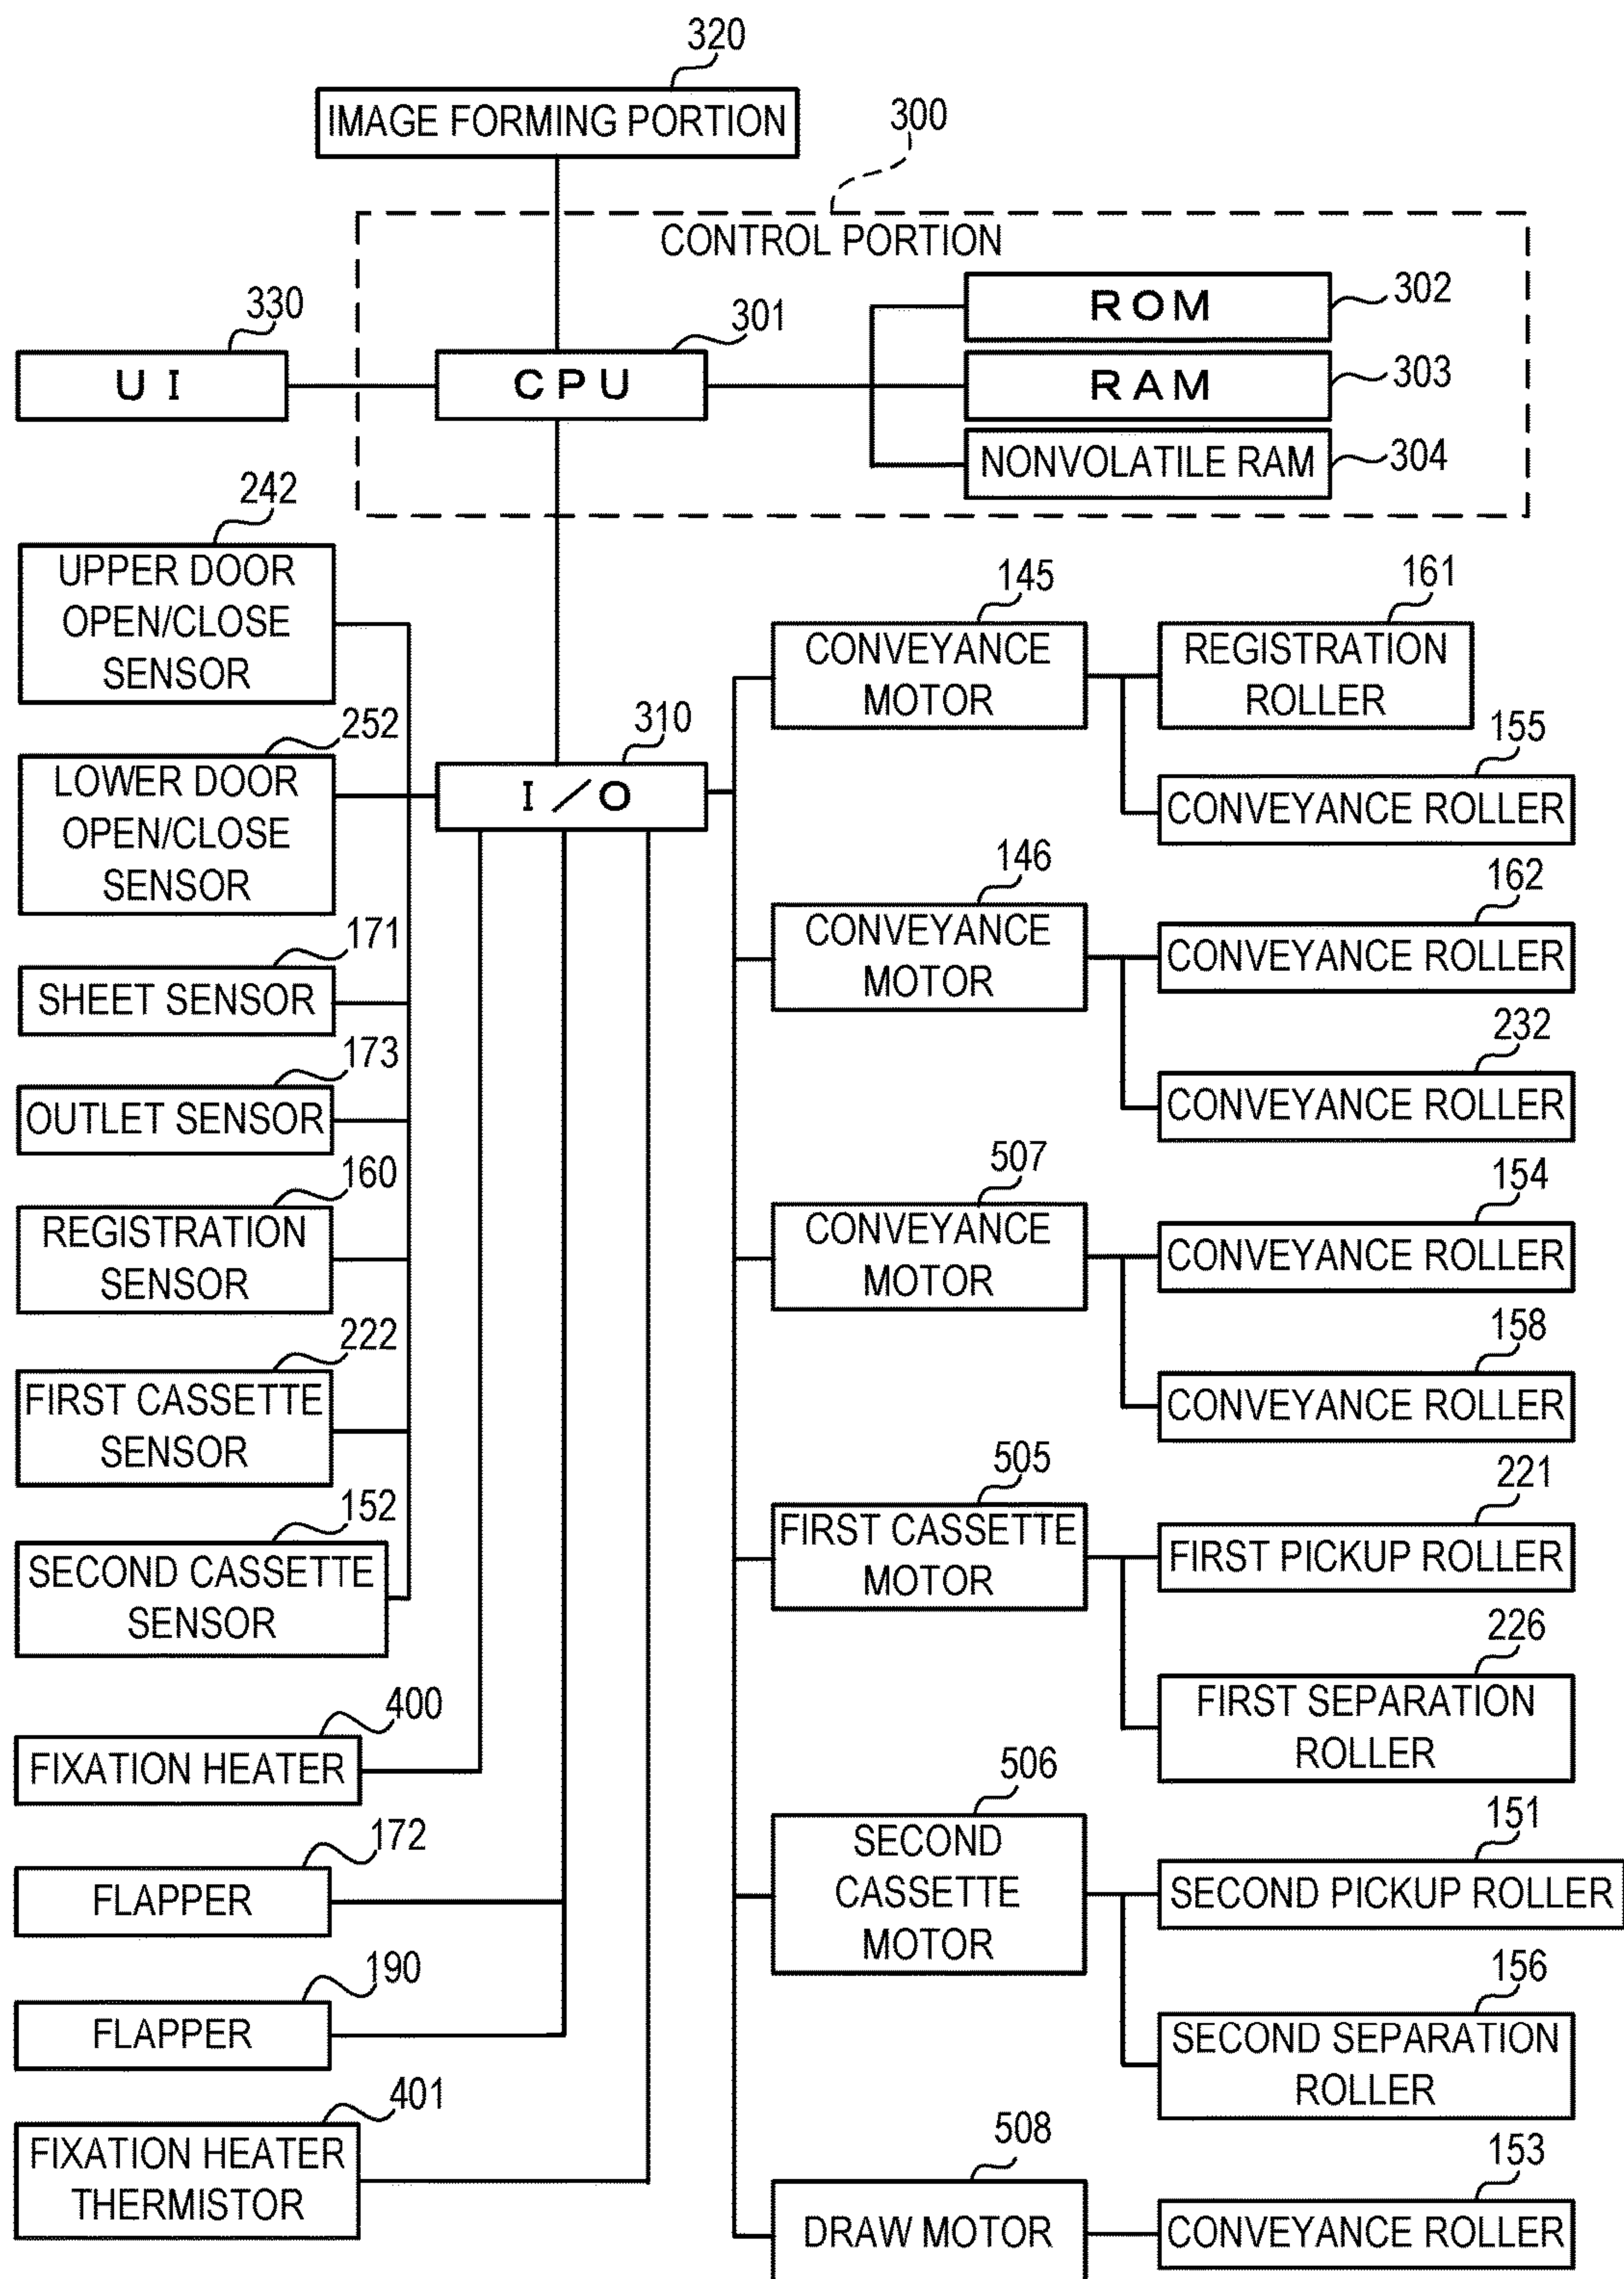 320
IMAGE FORMING PORTION
300
CONTROL PORTION
330
UI
301
CPU
ROM
302
RAM
303
NONVOLATILE RAM
304
242
UPPER DOOR
OPEN/CLOSE
SENSOR
252
LOWER DOOR
OPEN/CLOSE
SENSOR
171
SHEET SENSOR
173
OUTLET SENSOR
160
REGISTRATION
SENSOR
222
FIRST CASSETTE
SENSOR
152
SECOND CASSETTE
SENSOR
400
FIXATION HEATER
172
FLAPPER
190
FLAPPER
401
FIXATION HEATER
THERMISTOR
310
I/O
145
CONVEYANCE
MOTOR
161
REGISTRATION
ROLLER
155
CONVEYANCE ROLLER
146
CONVEYANCE
MOTOR
162
CONVEYANCE ROLLER
232
CONVEYANCE ROLLER
507
CONVEYANCE
MOTOR
154
CONVEYANCE ROLLER
158
CONVEYANCE ROLLER
505
FIRST CASSETTE
MOTOR
221
FIRST PICKUP ROLLER
226
FIRST SEPARATION
ROLLER
506
SECOND
CASSETTE
MOTOR
151
SECOND PICKUP ROLLER
156
SECOND SEPARATION
ROLLER
508
DRAW MOTOR
153
CONVEYANCE ROLLER